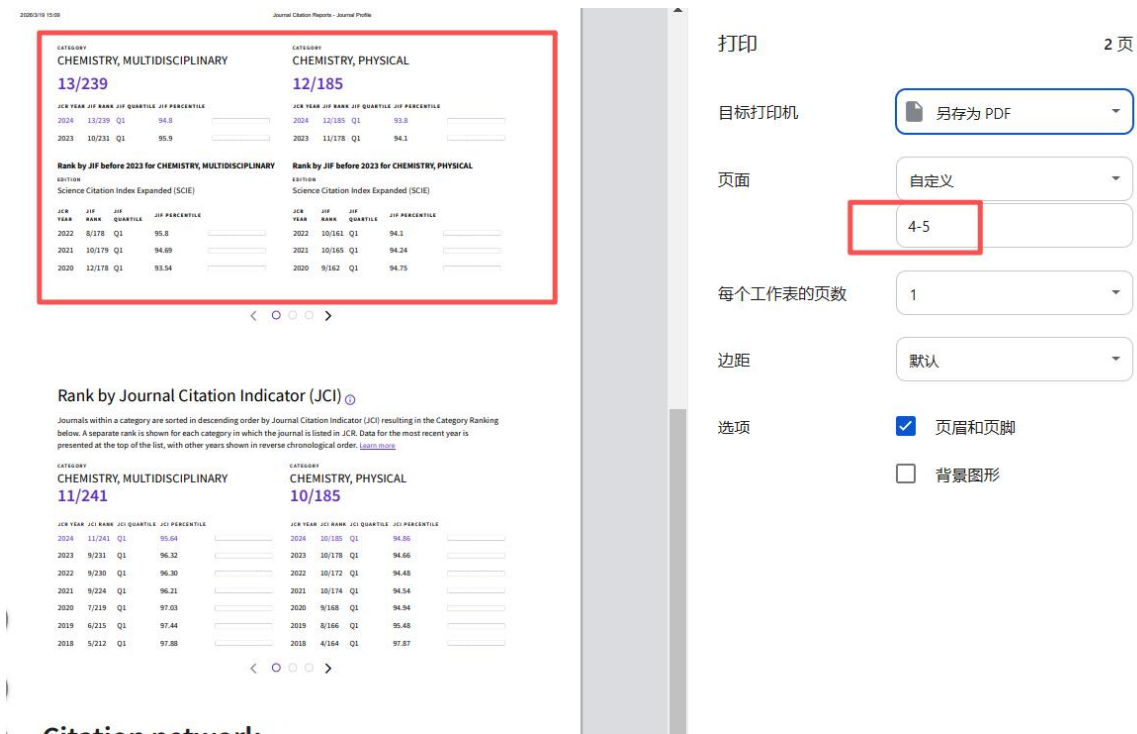 2026/3/19 15:09
Journal Citation Reports - Journal Profile
CATEGORY
CHEMISTRY, MULTIDISCIPLINARY
13/239
JCR YEAR JIF RANK JIF QUARTILE JIF PERCENTILE
2024 13/239 Q1 94.8
2023 10/231 Q1 95.9
Rank by JIF before 2023 for CHEMISTRY, MULTIDISCIPLINARY
EDITION
Science Citation Index Expanded (SCIE)
JCR YEAR JIF RANK JIF QUARTILE JIF PERCENTILE
2022 8/178 Q1 95.8
2021 10/179 Q1 94.69
2020 12/178 Q1 93.54
CATEGORY
CHEMISTRY, PHYSICAL
12/185
JCR YEAR JIF RANK JIF QUARTILE JIF PERCENTILE
2024 12/185 Q1 93.8
2023 11/178 Q1 94.1
Rank by JIF before 2023 for CHEMISTRY, PHYSICAL
EDITION
Science Citation Index Expanded (SCIE)
JCR YEAR JIF RANK JIF QUARTILE JIF PERCENTILE
2022 10/161 Q1 94.1
2021 10/165 Q1 94.24
2020 9/162 Q1 94.75
Rank by Journal Citation Indicator (JCI)
Journals within a category are sorted in descending order by Journal Citation Indicator (JCI) resulting in the Category Ranking
below. A separate rank is shown for each category in which the journal is listed in JCR. Data for the most recent year is
presented at the top of the list, with other years shown in reverse chronological order. Learn more
CATEGORY
CHEMISTRY, MULTIDISCIPLINARY
11/241
JCR YEAR JCI RANK JCI QUARTILE JCI PERCENTILE
2024 11/241 Q1 95.64
2023 9/231 Q1 96.32
2022 9/230 Q1 96.30
2021 9/224 Q1 96.21
2020 7/219 Q1 97.03
2019 6/215 Q1 97.44
2018 5/212 Q1 97.88
CATEGORY
CHEMISTRY, PHYSICAL
10/185
JCR YEAR JCI RANK JCI QUARTILE JCI PERCENTILE
2024 10/185 Q1 94.86
2023 10/178 Q1 94.66
2022 10/172 Q1 94.48
2021 10/174 Q1 94.54
2020 9/168 Q1 94.94
2019 8/166 Q1 95.48
2018 4/164 Q1 97.87
Citation network
打印
2 页
目标打印机
另存为 PDF
页面
自定义
4-5
每个工作表的页数
1
边距
默认
选项
页眉和页脚
背景图形